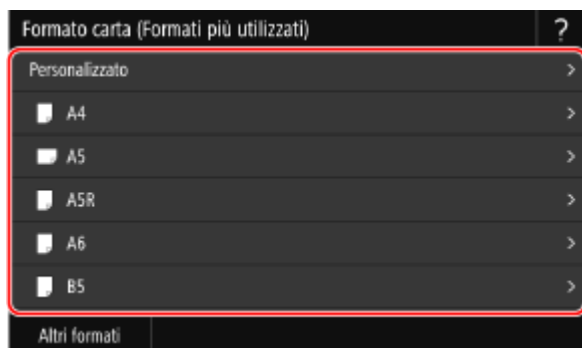 Formato carta (Formati più utilizzati) ?
Personalizzato >
A4 >
A5 >
A5R >
A6 >
B5 >
Altri formati